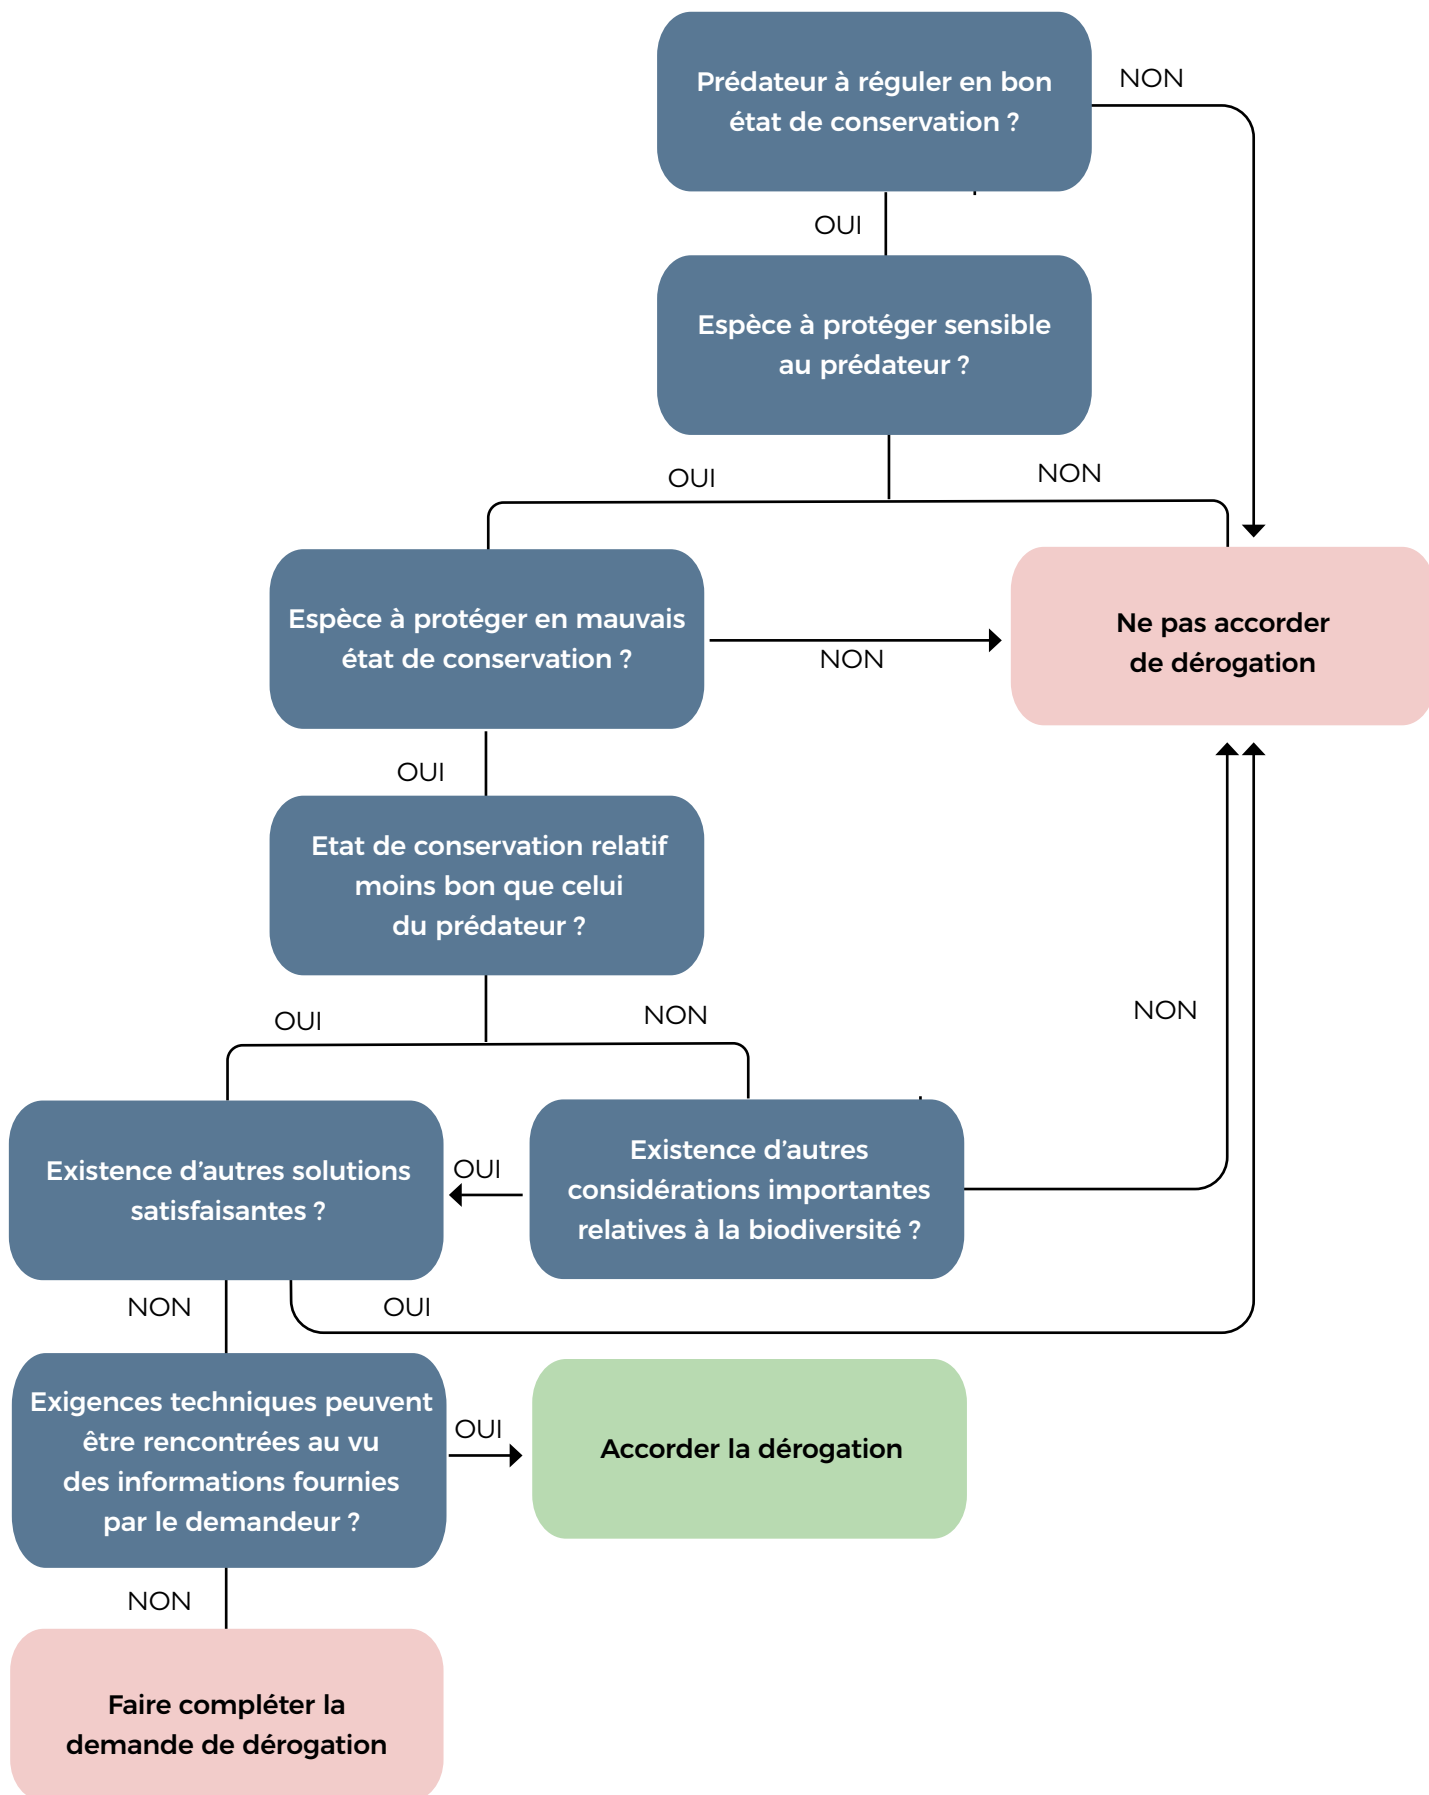 Prédateur à réguler en bon
état de conservation ?
NON
OUI
Espèce à protéger sensible
au prédateur ?
OUI
NON
Espèce à protéger en mauvais
état de conservation ?
NON
Ne pas accorder
de dérogation
OUI
Etat de conservation relatif
moins bon que celui
du prédateur ?
OUI
NON
NON
Existence d'autres solutions
satisfaisantes ?
OUI
Existence d'autres
considérations importantes
relatives à la biodiversité ?
NON
OUI
Exigences techniques peuvent
être rencontrées au vu
des informations fournies
par le demandeur ?
OUI
Accorder la dérogation
NON
Faire compléter la
demande de dérogation